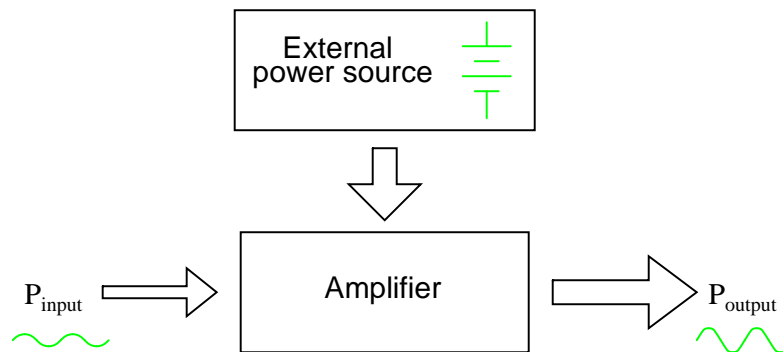 External
power source
P_input
Amplifier
P_output